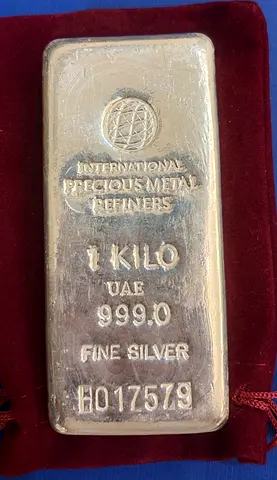 INTERNATIONAL
PRECIOUS METAL
REFINERS
1 KILO
UAE
999.0
FINE SILVER
H017579